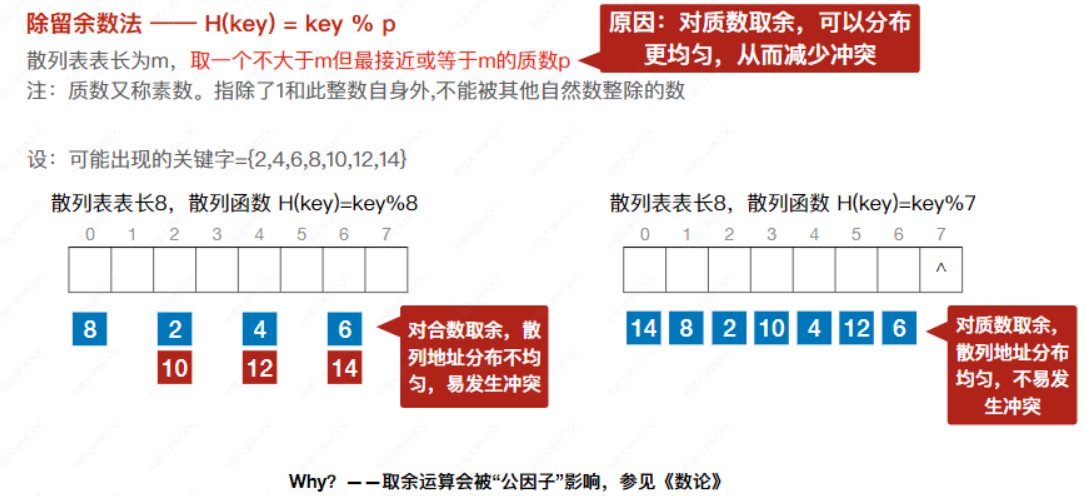 除留余数法 —— H(key) = key % p
原因：对质数取余，可以分布
更均匀，从而减少冲突
散列表表长为m，取一个不大于m但最接近或等于m的质数p
注：质数又称素数。指除了1和此整数自身外,不能被其他自然数整除的数
设：可能出现的关键字={2,4,6,8,10,12,14}
散列表表长8，散列函数 H(key)=key%8
0 1 2 3 4 5 6 7
8 2 4 6
10 12 14
对合数取余，散
列地址分布不均
匀，易发生冲突
散列表表长8，散列函数 H(key)=key%7
0 1 2 3 4 5 6 7
^
14 8 2 10 4 12 6
对质数取余，
散列地址分布
均匀，不易发
生冲突
Why？——取余运算会被“公因子”影响，参见《数论》